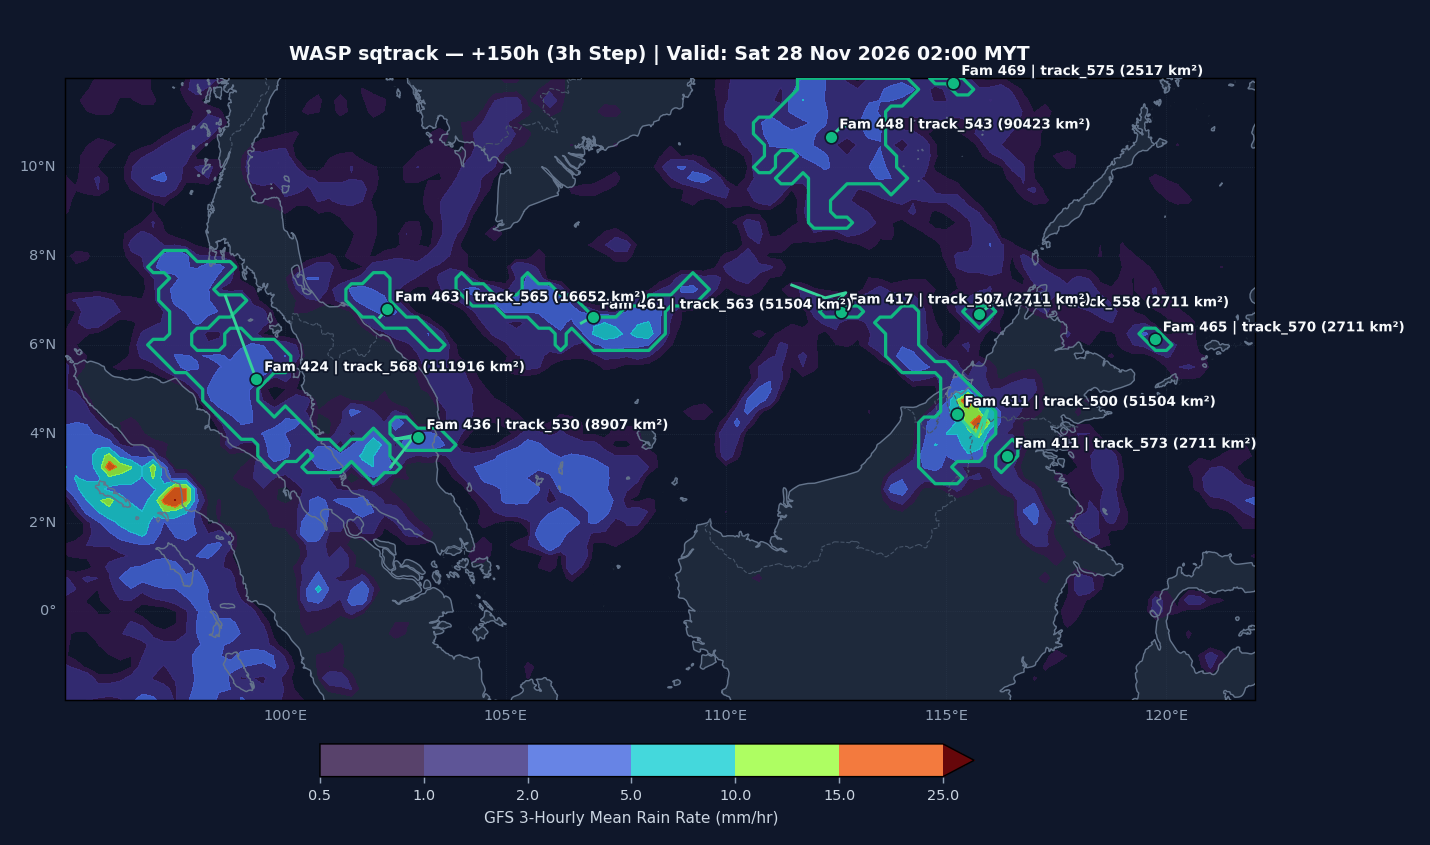 WASP sqtrack — +150h (3h Step) | Valid: Sat 28 Nov 2026 02:00 MYT
Fam 469 | track_575 (2517 km²)
Fam 448 | track_543 (90423 km²)
10°N
8°N
Fam 463 | track_565 (16652 km²)
Fam 461 | track_563 (51504 km²)
Fam 417 | track_507 (2711 km²)
track_558 (2711 km²)
Fam 465 | track_570 (2711 km²)
6°N
Fam 424 | track_568 (111916 km²)
Fam 411 | track_500 (51504 km²)
4°N
Fam 436 | track_530 (8907 km²)
Fam 411 | track_573 (2711 km²)
2°N
0°
100°E 105°E 110°E 115°E 120°E
0.5 1.0 2.0 5.0 10.0 15.0 25.0
GFS 3-Hourly Mean Rain Rate (mm/hr)